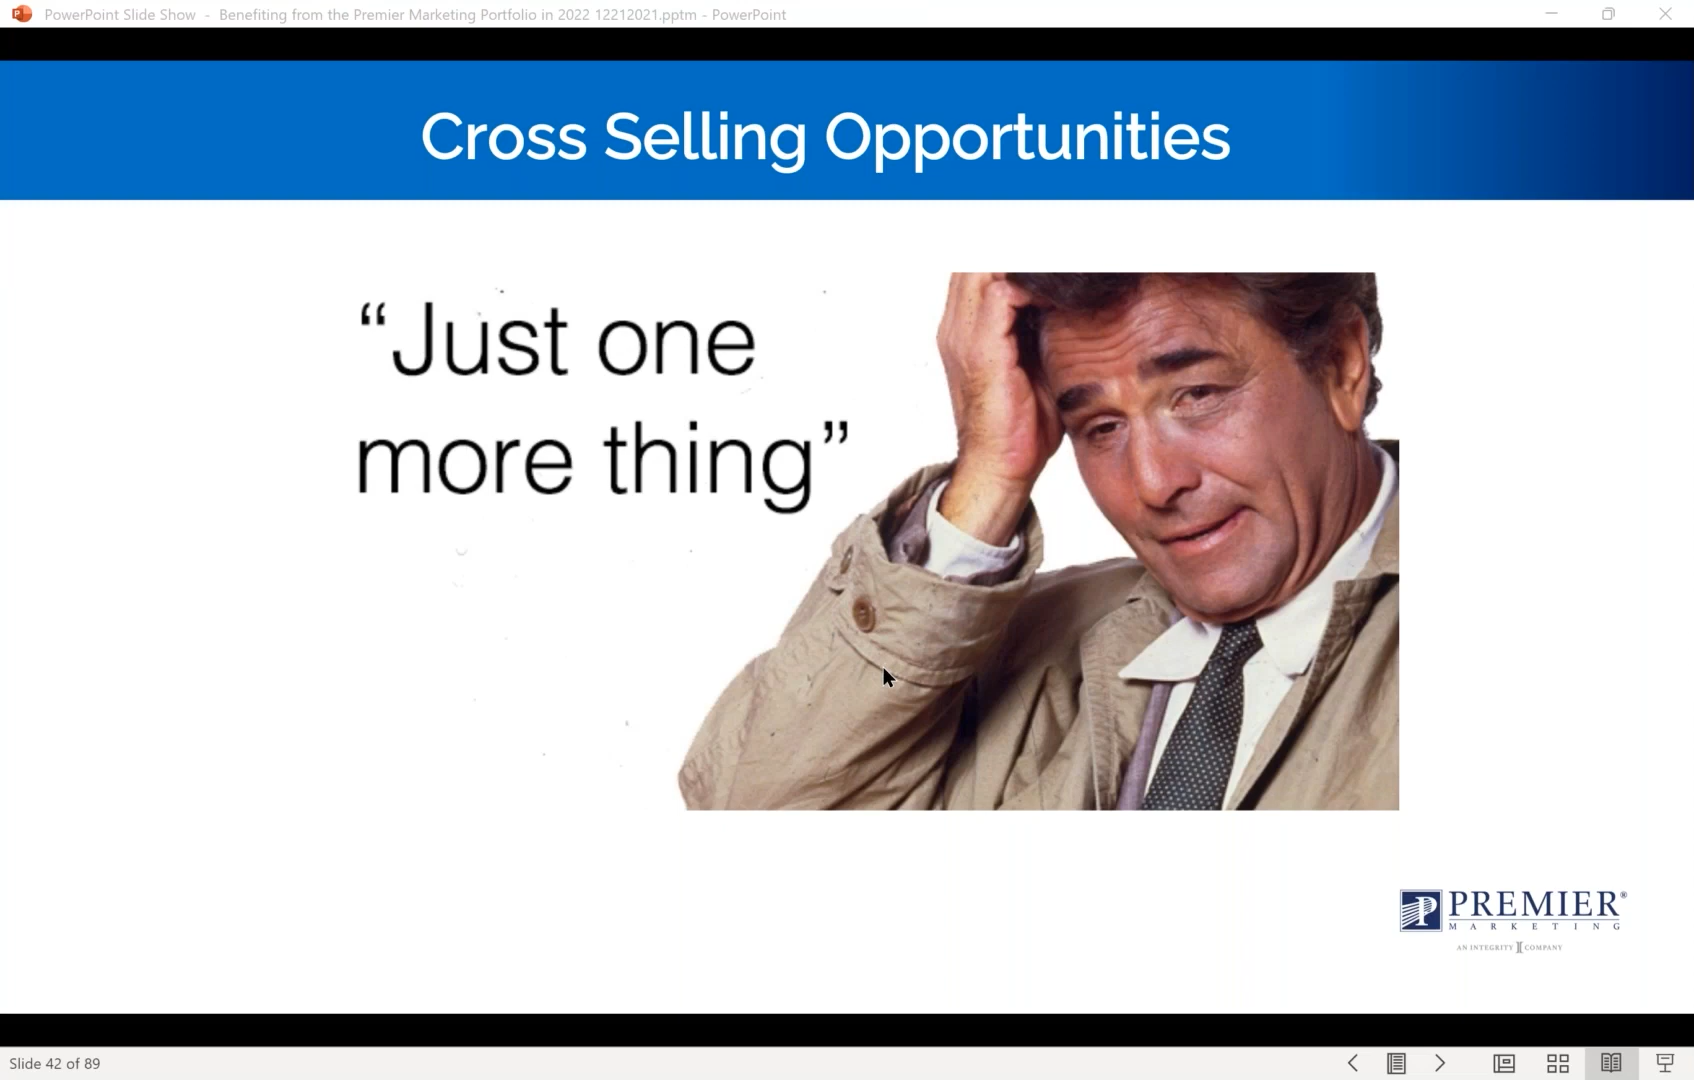 PowerPoint Slide Show - Benefiting from the Premier Marketing Portfolio in 2022 12212021.pptm - PowerPoint
Cross Selling Opportunities
“Just one
more thing”
P PREMIER®
MARKETING
AN INTEGRITY COMPANY
Slide 42 of 89